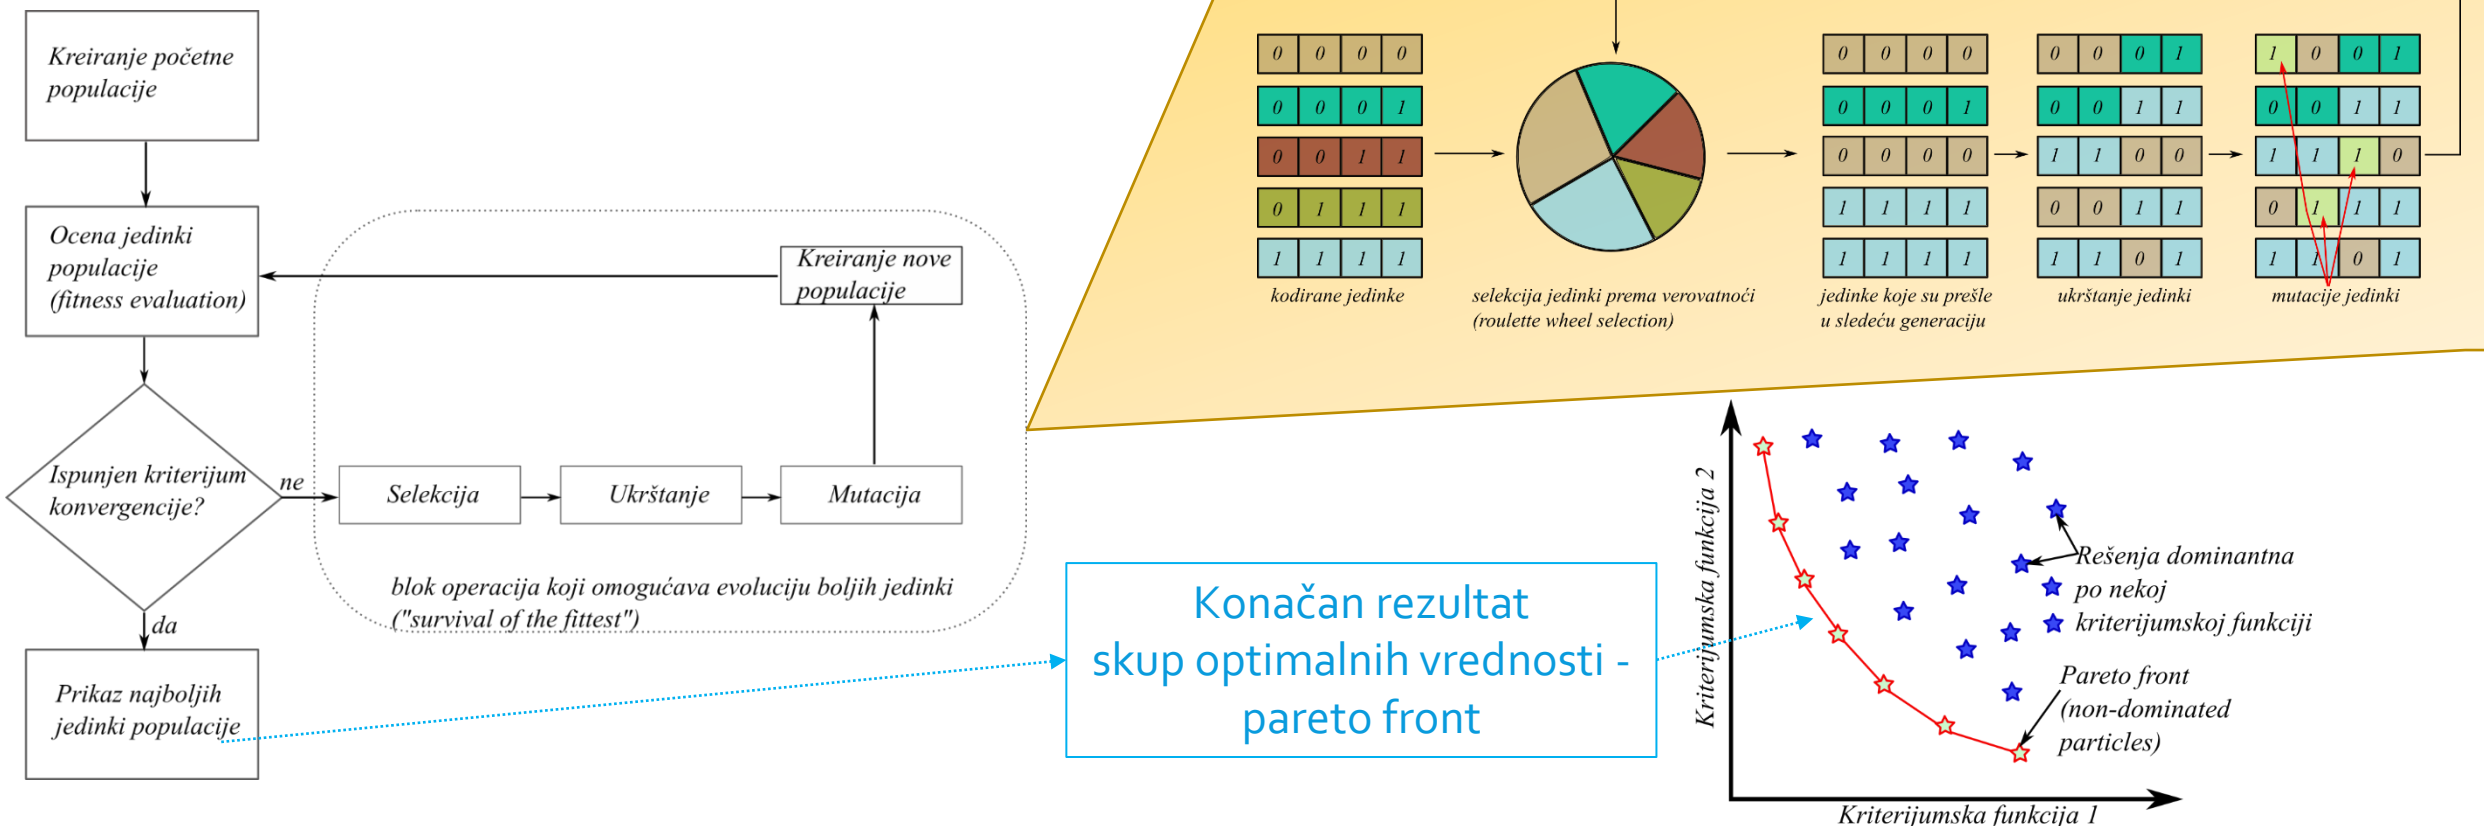 Kreiranje početne
populacije
Ocena jedinki
populacije
(fitness evaluation)
Ispunjen kriterijum
konvergencije?
ne
da
Prikaz najboljih
jedinki populacije
Selekcija
Ukrštanje
Mutacija
Kreiranje nove
populacije
blok operacija koji omogućava evoluciju boljih jedinki
("survival of the fittest")
0 0 0 0
0 0 0 1
0 0 1 1
0 1 1 1
1 1 1 1
kodirane jedinke
selekcija jedinki prema verovatnoći
(roulette wheel selection)
0 0 0 0
0 0 0 1
0 0 0 0
1 1 1 1
1 1 1 1
jedinke koje su prešle
u sledeću generaciju
0 0 0 1
0 0 1 1
1 1 0 0
0 0 1 1
1 1 0 1
ukrštanje jedinki
1 0 0 1
0 0 1 1
1 1 1 0
0 1 1 1
1 1 0 1
mutacije jedinki
Konačan rezultat
skup optimalnih vrednosti -
pareto front
Kriterijumska funkcija 2
Rešenja dominantna
po nekoj
kriterijumskoj funkciji
Pareto front
(non-dominated
particles)
Kriterijumska funkcija 1